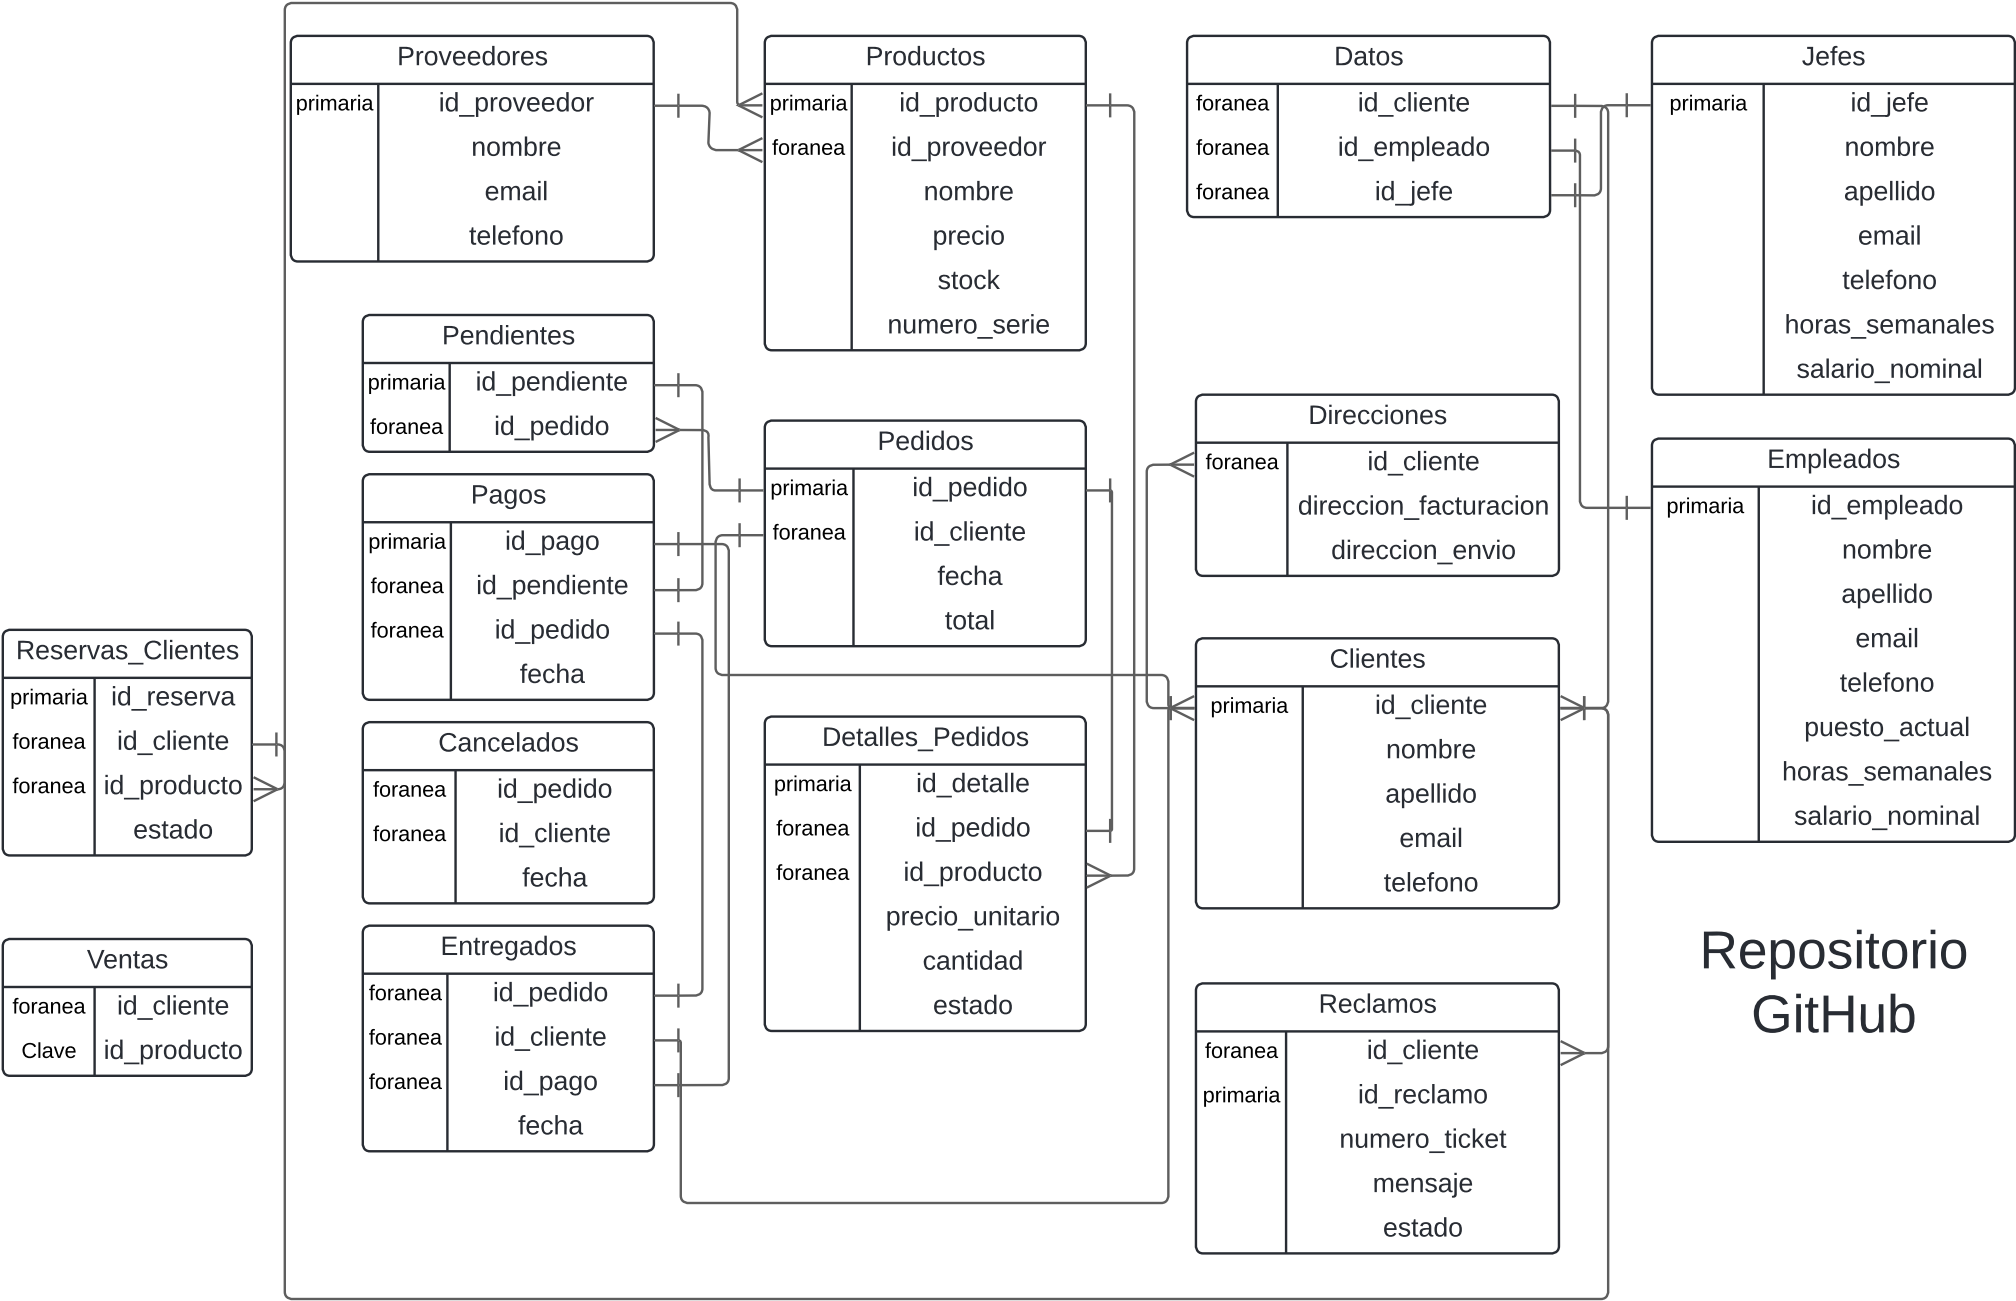 Proveedores
primaria id_proveedor
nombre
email
telefono
Productos
primaria id_producto
foranea id_proveedor
nombre
precio
stock
numero_serie
Datos
foranea id_cliente
foranea id_empleado
foranea id_jefe
Jefes
primaria id_jefe
nombre
apellido
email
telefono
horas_semanales
salario_nominal
Pendientes
primaria id_pendiente
foranea id_pedido
Pedidos
primaria id_pedido
foranea id_cliente
fecha
total
Direcciones
foranea id_cliente
direccion_facturacion
direccion_envio
Empleados
primaria id_empleado
nombre
apellido
email
telefono
puesto_actual
horas_semanales
salario_nominal
Pagos
primaria id_pago
foranea id_pendiente
foranea id_pedido
fecha
Reservas_Clientes
primaria id_reserva
foranea id_cliente
foranea id_producto
estado
Cancelados
foranea id_pedido
foranea id_cliente
fecha
Detalles_Pedidos
primaria id_detalle
foranea id_pedido
foranea id_producto
precio_unitario
cantidad
estado
Clientes
primaria id_cliente
nombre
apellido
email
telefono
Ventas
foranea id_cliente
Clave id_producto
Entregados
foranea id_pedido
foranea id_cliente
foranea id_pago
fecha
Reclamos
foranea id_cliente
primaria id_reclamo
numero_ticket
mensaje
estado
Repositorio
GitHub